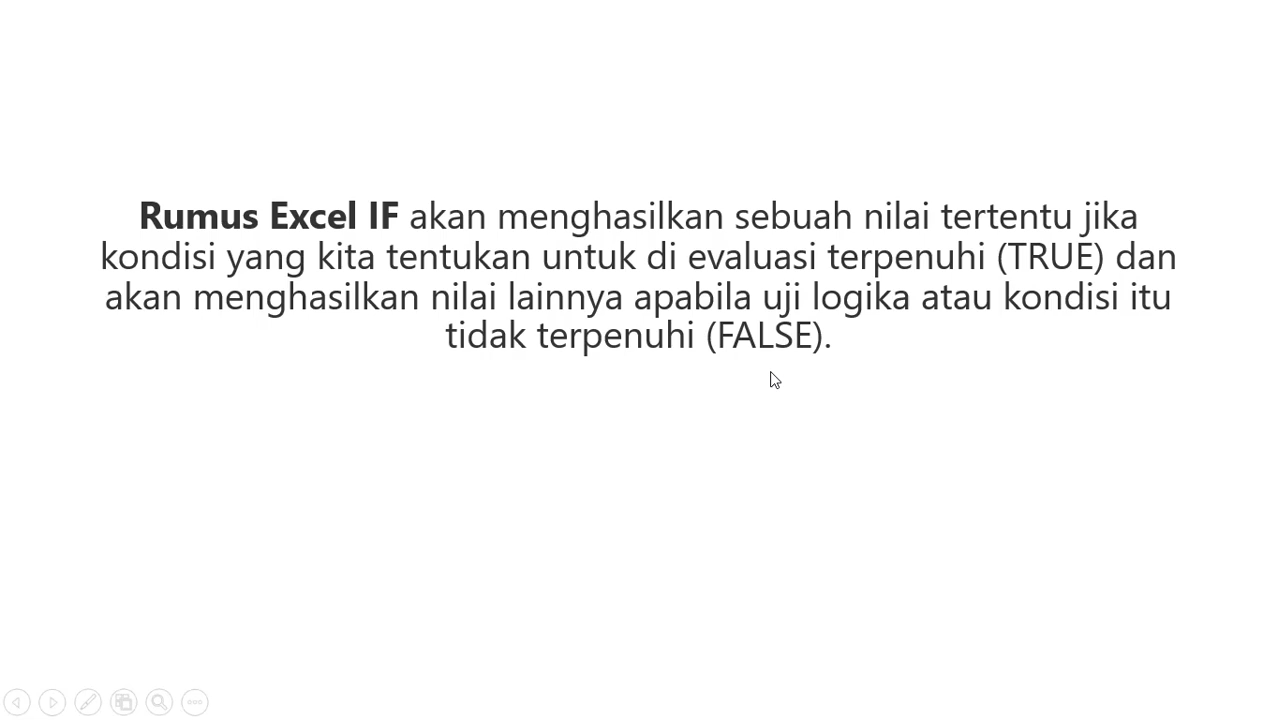 Rumus Excel IF akan menghasilkan sebuah nilai tertentu jika
kondisi yang kita tentukan untuk di evaluasi terpenuhi (TRUE) dan
akan menghasilkan nilai lainnya apabila uji logika atau kondisi itu
tidak terpenuhi (FALSE).